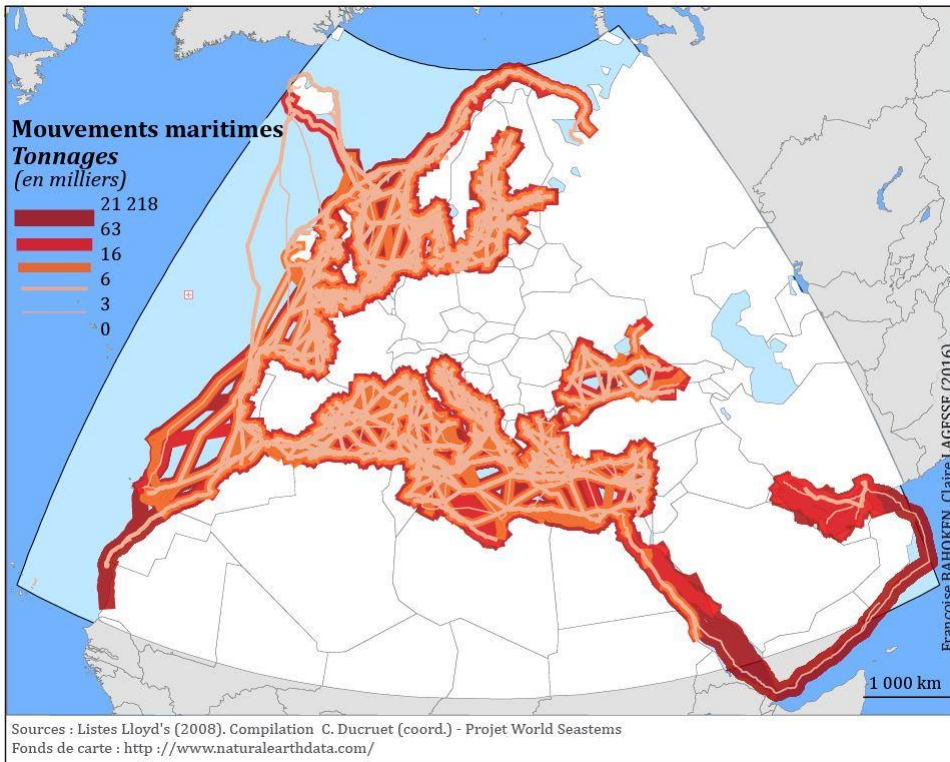 Mouvements maritimes
Tonnages
(en milliers)
21 218
63
16
6
3
0
Françoise BAHOKEN, Claire LAGESSE (2016)
1 000 km
Sources : Listes Lloyd's (2008). Compilation C. Ducruet (coord.) - Projet World Seastems
Fonds de carte : http ://www.naturalearthdata.com/